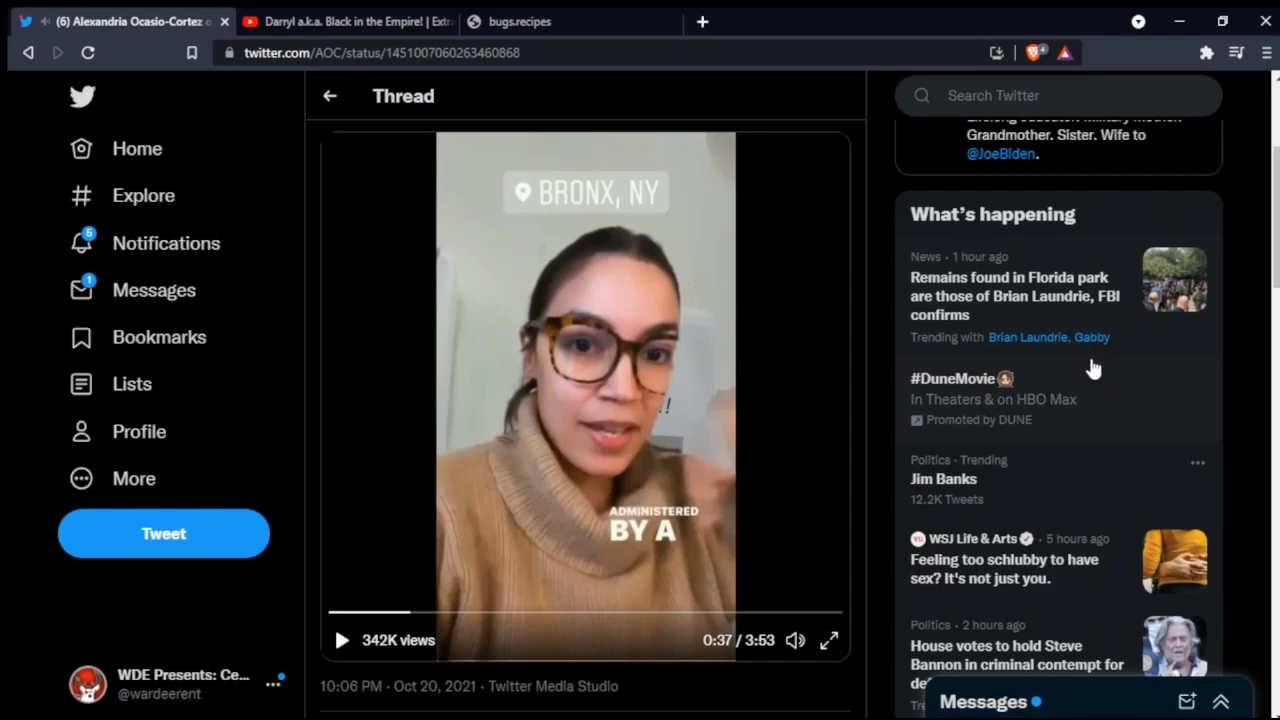 (6) Alexandria Ocasio-Cortez
Darryl a.k.a. Black in the Empire! | Extr
bugs.recipes
twitter.com/AOC/status/1451007060263460868
4
Home
Explore
5
Notifications
1
Messages
Bookmarks
Lists
Profile
More
Tweet
WDE Presents: Ce...
@wardeerent
Thread
BRONX, NY
!!
ADMINISTERED
BY A
342K views
0:37 / 3:53
10:06 PM · Oct 20, 2021 · Twitter Media Studio
Search Twitter
Grandmother. Sister. Wife to
@JoeBiden.
What's happening
News · 1 hour ago
Remains found in Florida park
are those of Brian Laundrie, FBI
confirms
Trending with Brian Laundrie, Gabby
#DuneMovie
In Theaters & on HBO Max
Promoted by DUNE
Politics · Trending
Jim Banks
12.2K Tweets
WSJ Life & Arts · 5 hours ago
Feeling too schlubby to have
sex? It's not just you.
Politics · 2 hours ago
House votes to hold Steve
Bannon in criminal contempt for
Messages